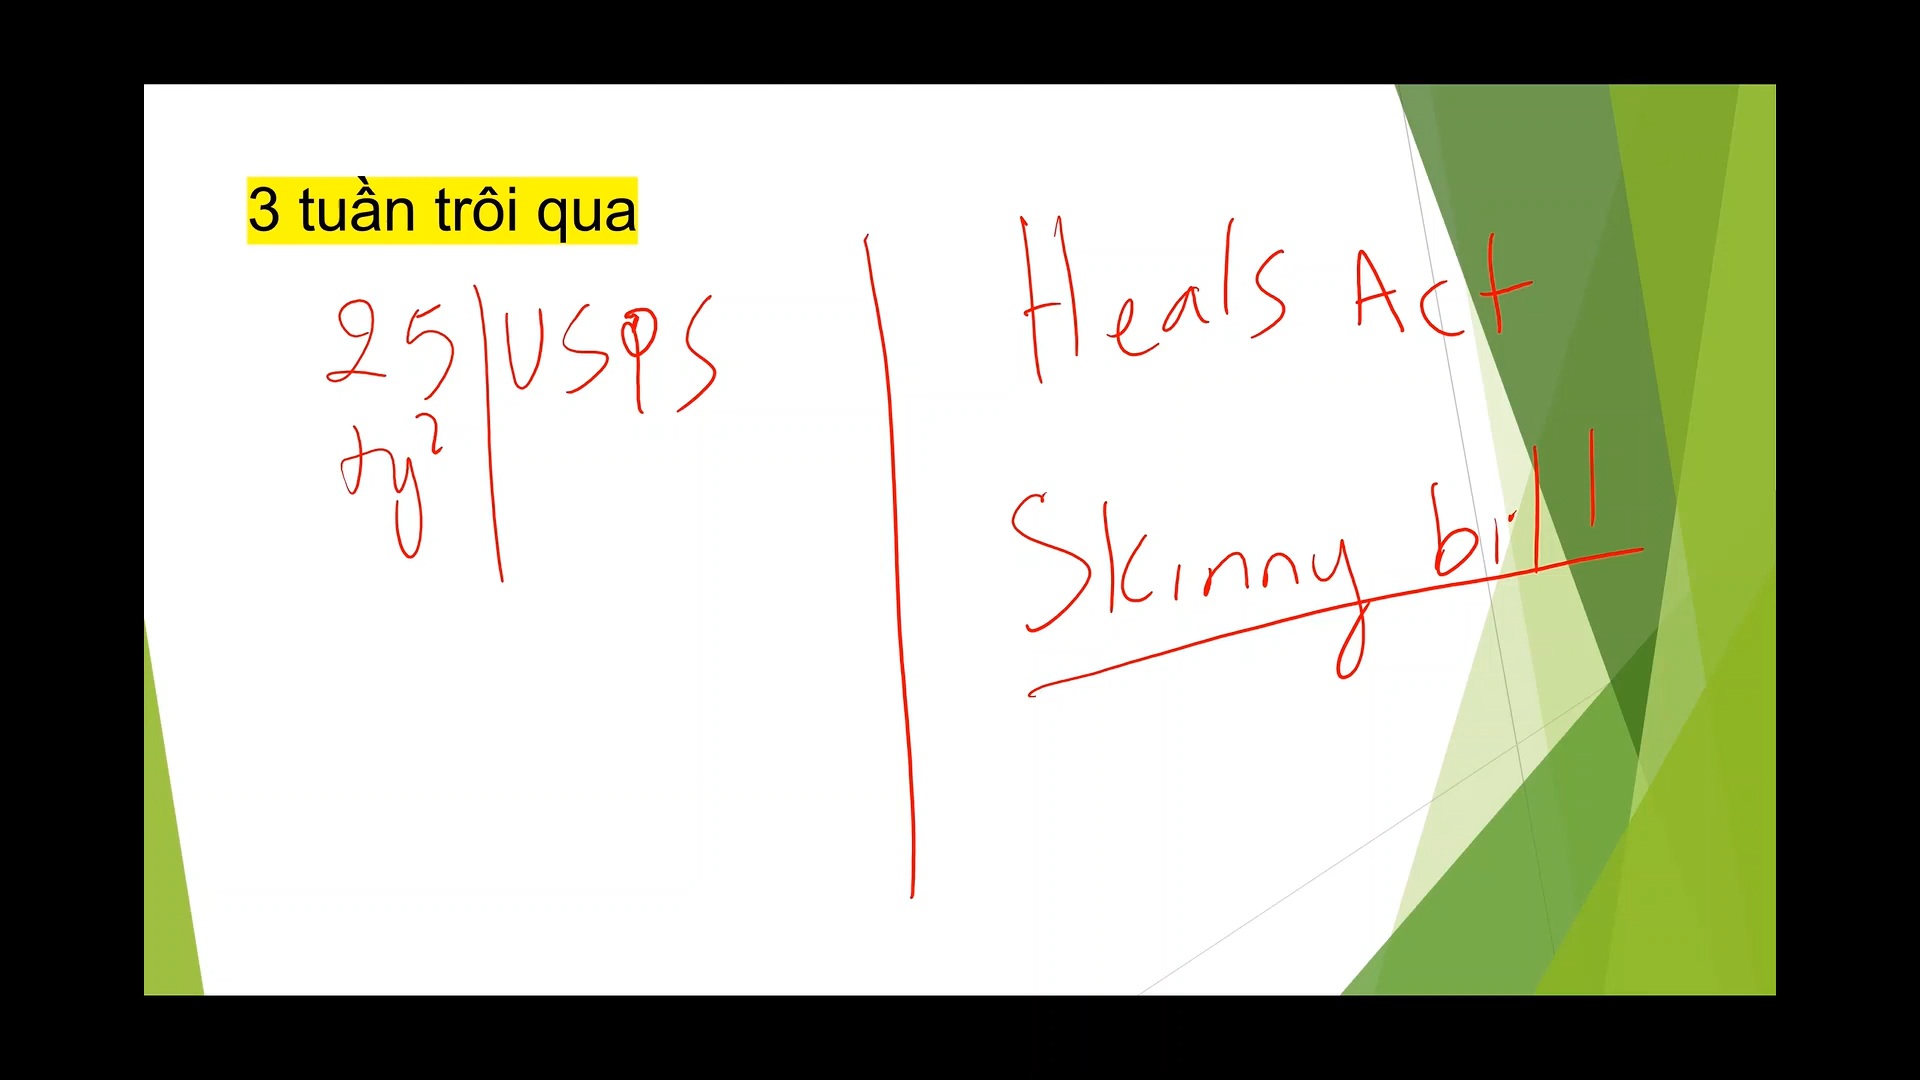 3 tuần trôi qua
25 USPS
tỷ
Heals Act
Skinny bill